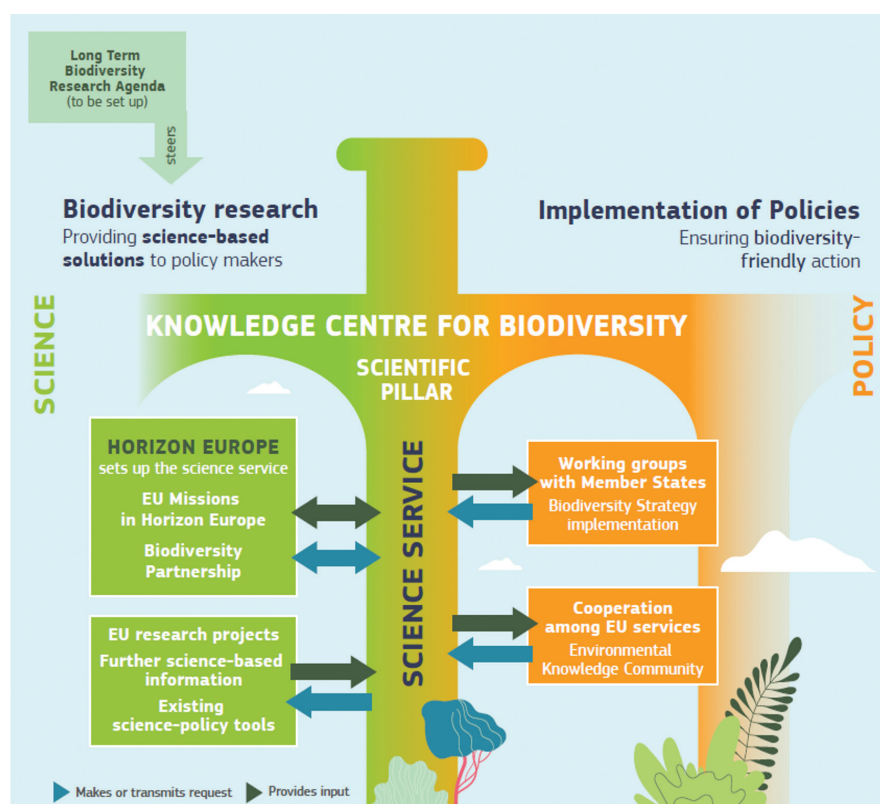 Long Term
Biodiversity
Research Agenda
(to be set up)
steers
Biodiversity research
Providing science-based
solutions to policy makers
Implementation of Policies
Ensuring biodiversity-
friendly action
SCIENCE
KNOWLEDGE CENTRE FOR BIODIVERSITY
POLICY
SCIENTIFIC
PILLAR
SCIENCE SERVICE
HORIZON EUROPE
sets up the science service
EU Missions
in Horizon Europe
Biodiversity
Partnership
Working groups
with Member States
Biodiversity Strategy
implementation
EU research projects
Further science-based
information
Existing
science-policy tools
Cooperation
among EU services
Environmental
Knowledge Community
Makes or transmits request
Provides input